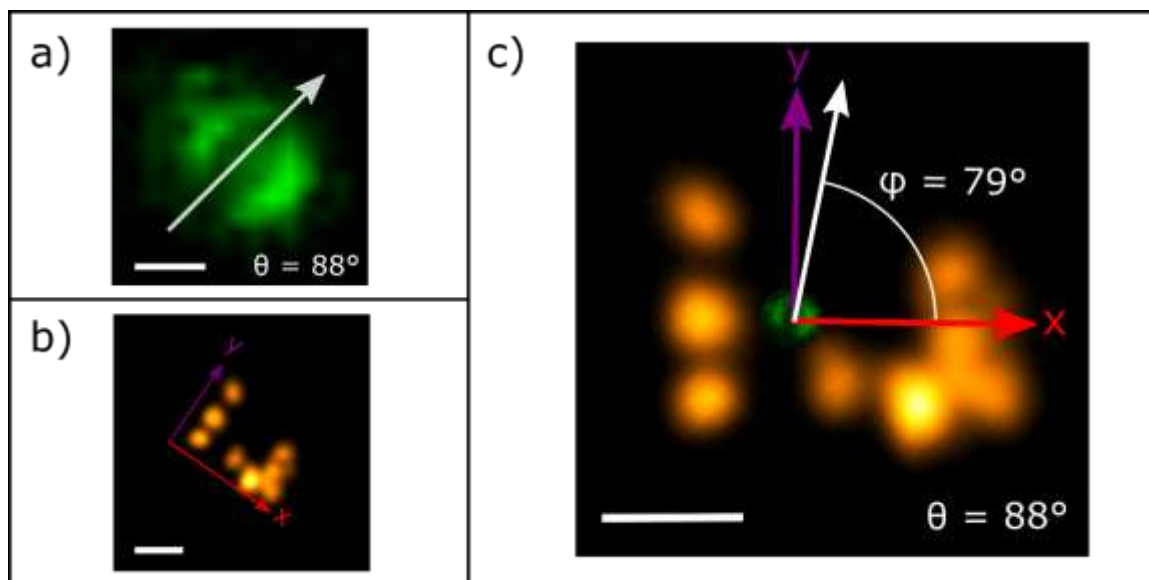 a)
θ = 88°
b)
y
x
c)
y
φ = 79°
x
θ = 88°